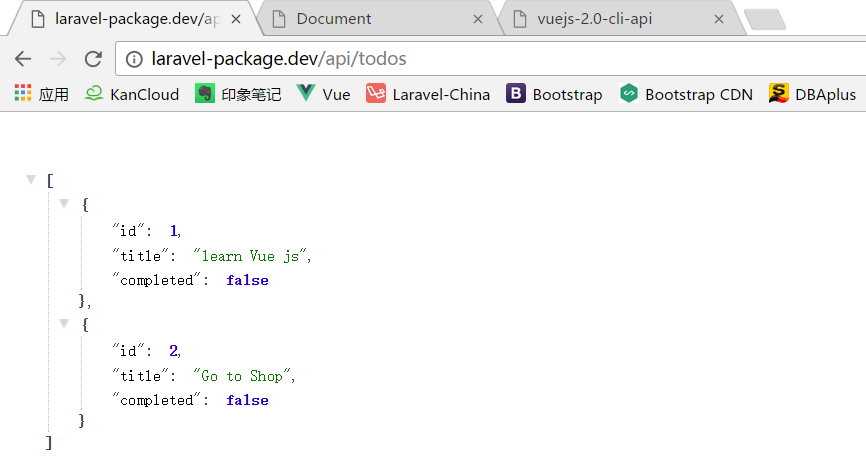 laravel-package.dev/ap
Document
vuejs-2.0-cli-api
laravel-package.dev/api/todos
应用 KanCloud 印象笔记 Vue Laravel-China Bootstrap Bootstrap CDN DBAplus
[
{
"id": 1,
"title": "learn Vue js",
"completed": false
},
{
"id": 2,
"title": "Go to Shop",
"completed": false
}
]